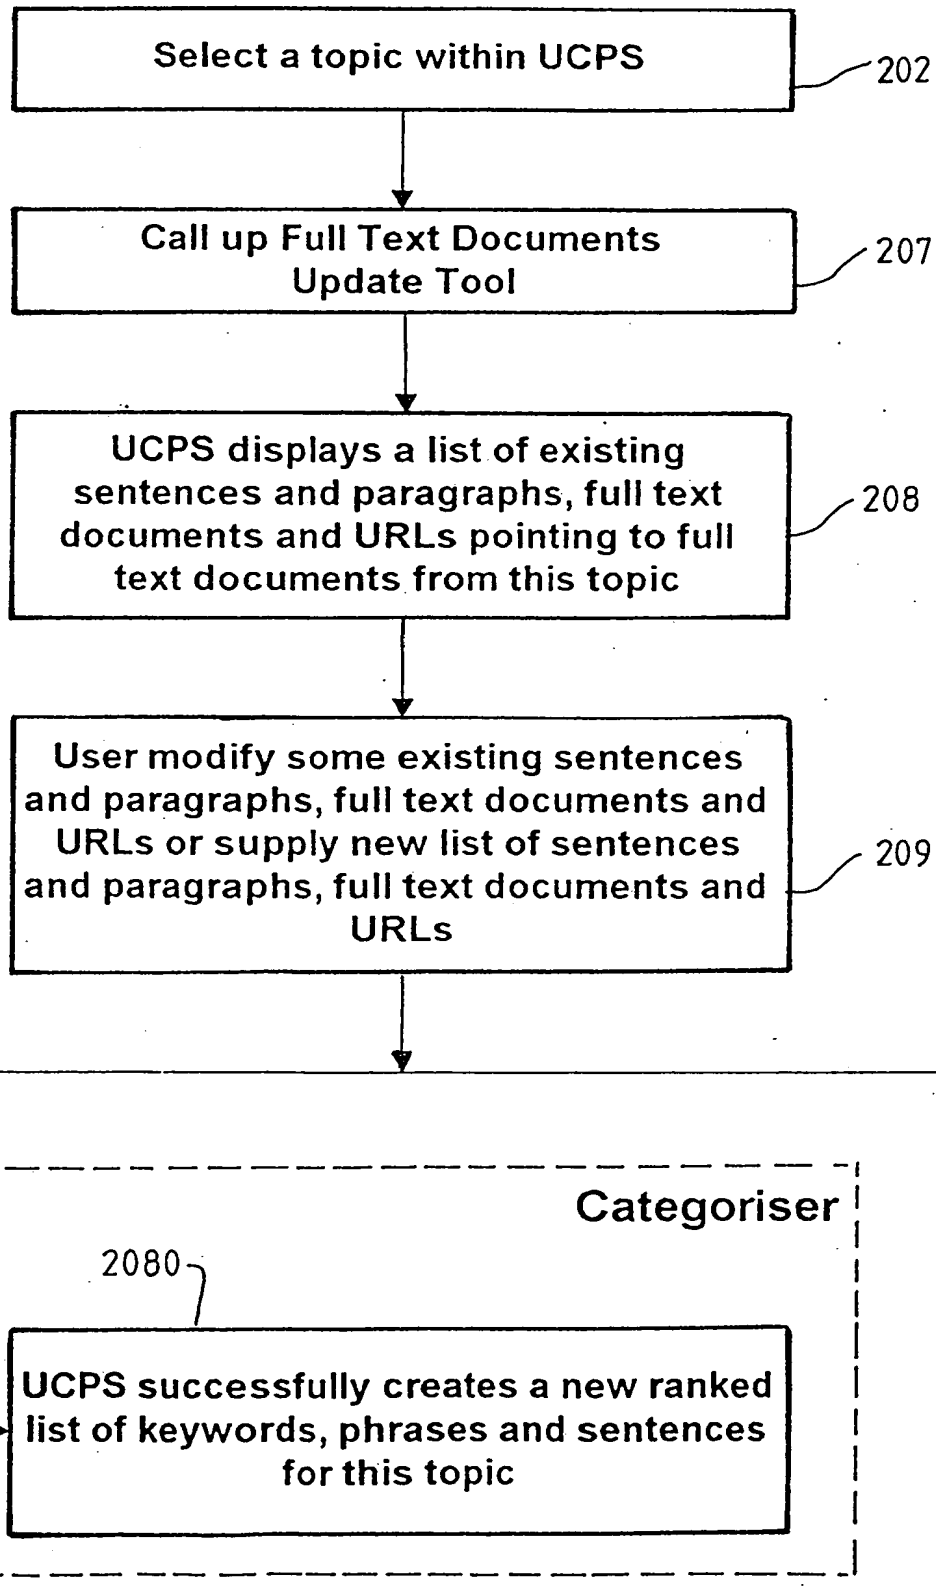 Select a topic within UCPS
202
Call up Full Text Documents
Update Tool
207
UCPS displays a list of existing
sentences and paragraphs, full text
documents and URLs pointing to full
text documents from this topic
208
User modify some existing sentences
and paragraphs, full text documents and
URLs or supply new list of sentences
and paragraphs, full text documents and
URLs
209
Categoriser
2080
UCPS successfully creates a new ranked
list of keywords, phrases and sentences
for this topic